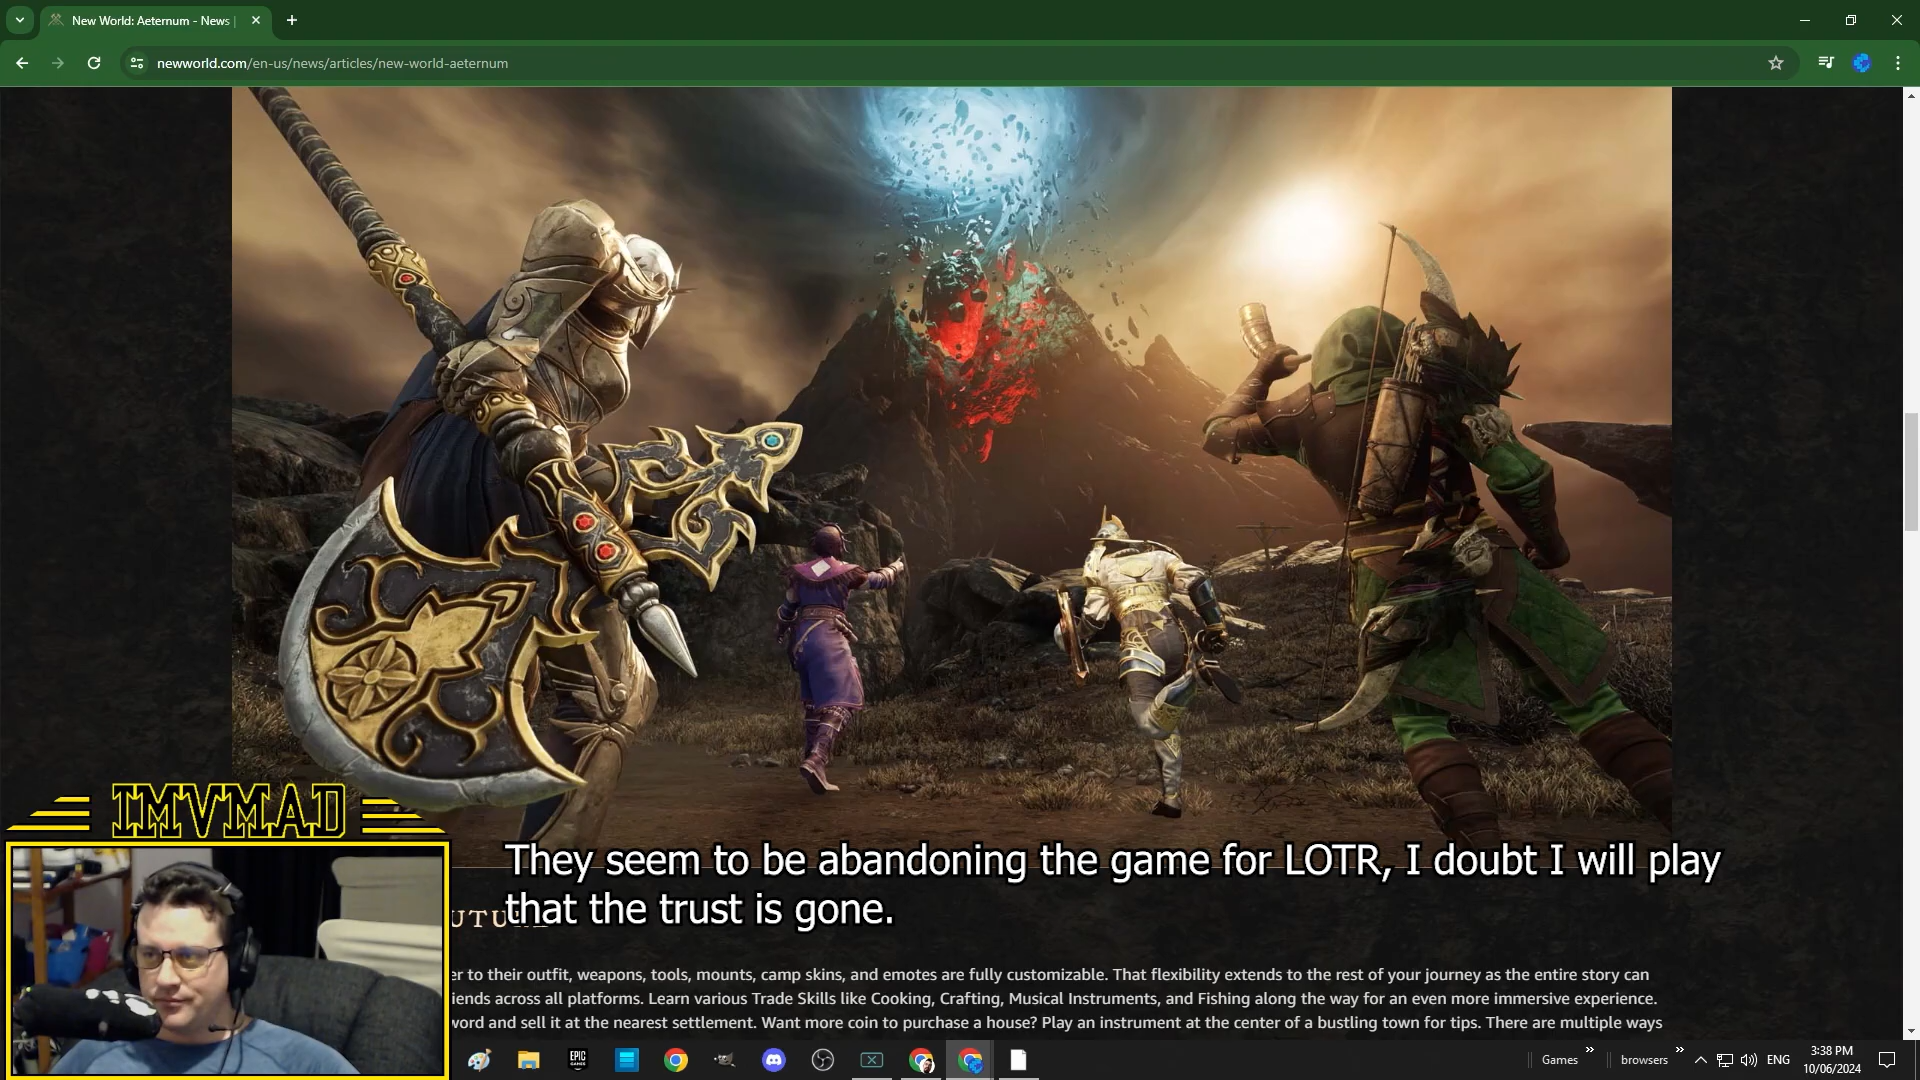 New World: Aeternum - News |
newworld.com/en-us/news/articles/new-world-aeternum
IMVMAD
They seem to be abandoning the game for LOTR, I doubt I will play
that the trust is gone.
er to their outfit, weapons, tools, mounts, camp skins, and emotes are fully customizable. That flexibility extends to the rest of your journey as the entire story can
iends across all platforms. Learn various Trade Skills like Cooking, Crafting, Musical Instruments, and Fishing along the way for an even more immersive experience.
word and sell it at the nearest settlement. Want more coin to purchase a house? Play an instrument at the center of a bustling town for tips. There are multiple ways
EPIC
GAMES
Games
browsers
ENG
3:38 PM
10/06/2024